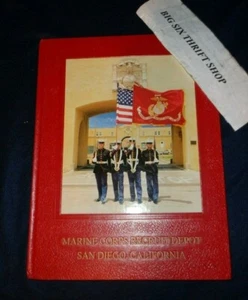 BIG SIX THRIFT SHOP
MARINE CORPS RECRUIT DEPOT
SAN DIEGO, CALIFORNIA